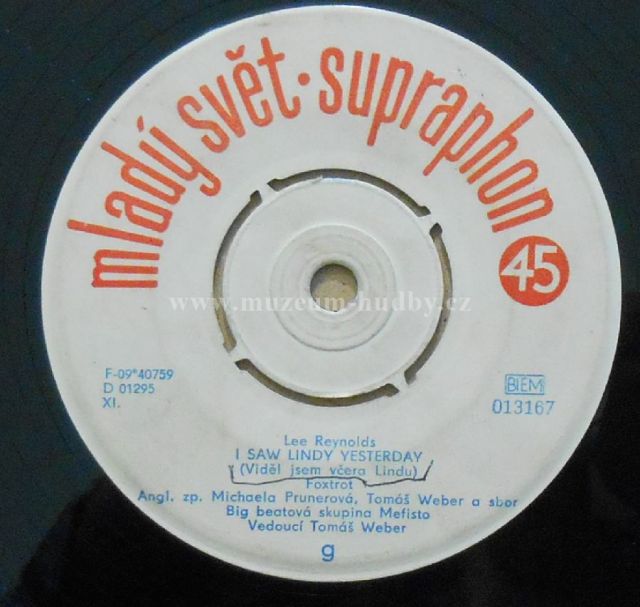 mladý svět · supraphon
45
www.muzeum-hudby.cz
F-09*40759
D 01295
XI.
BIEM
013167
Lee Reynolds
I SAW LINDY YESTERDAY
(Viděl jsem včera Lindu)
Foxtrot
Angl. zp. Michaela Prunerová, Tomáš Weber a sbor
Big beatová skupina Mefisto
Vedoucí Tomáš Weber
g